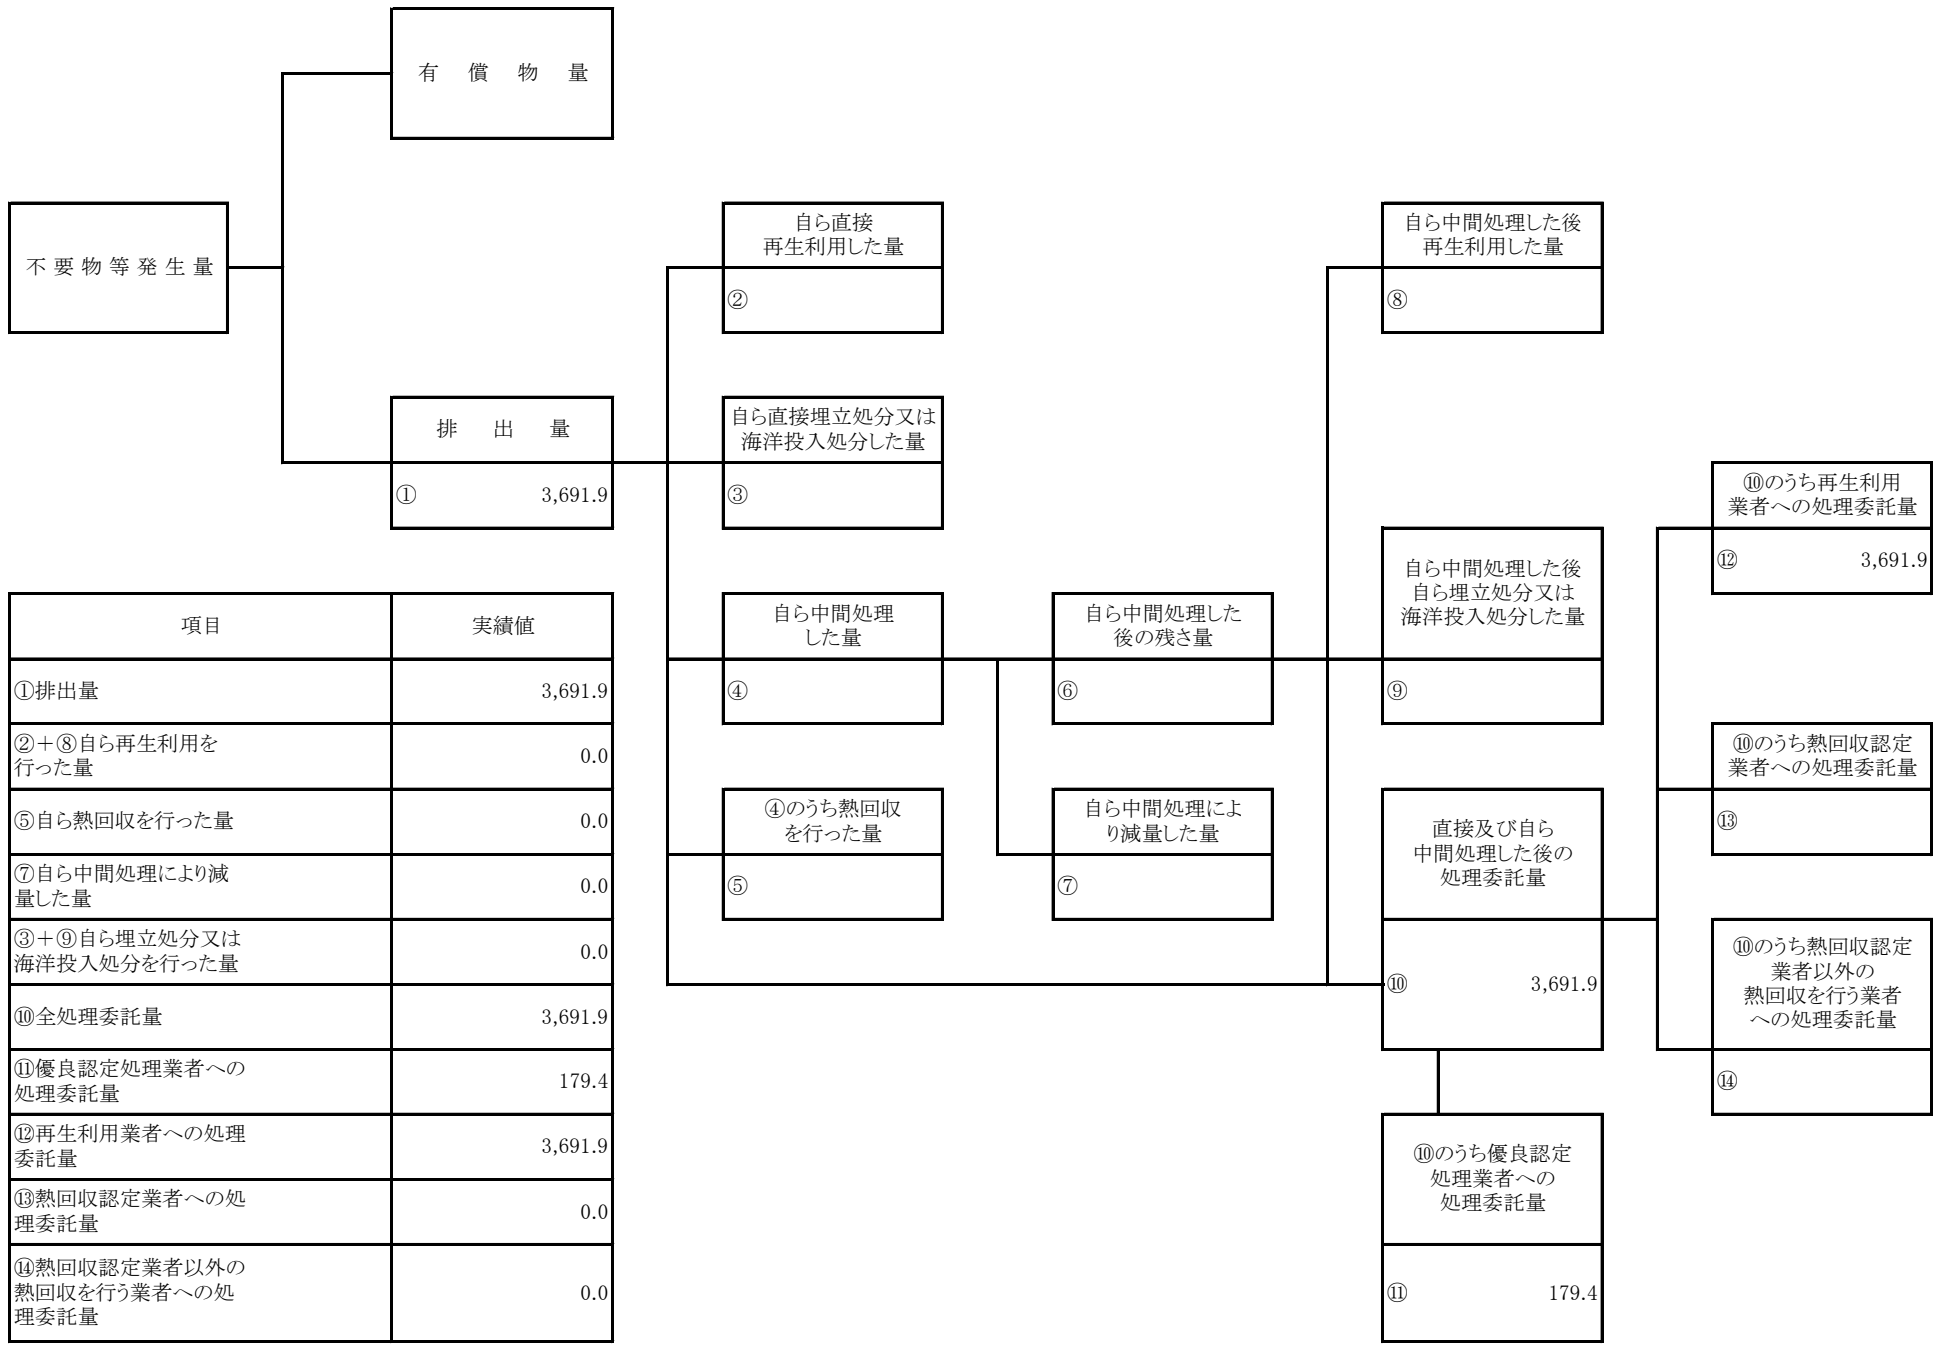 有　償　物　量
不要物等発生量
自ら直接
再生利用した量
②
自ら中間処理した後
再生利用した量
⑧
排　出　量
① 3,691.9
自ら直接埋立処分又は
海洋投入処分した量
③
⑩のうち再生利用
業者への処理委託量
⑫ 3,691.9
自ら中間処理した後
自ら埋立処分又は
海洋投入処分した量
⑨
自ら中間処理
した量
④
自ら中間処理した
後の残さ量
⑥
④のうち熱回収
を行った量
⑤
自ら中間処理によ
り減量した量
⑦
直接及び自ら
中間処理した後の
処理委託量
⑩ 3,691.9
⑩のうち熱回収認定
業者への処理委託量
⑬
⑩のうち熱回収認定
業者以外の
熱回収を行う業者
への処理委託量
⑭
⑩のうち優良認定
処理業者への
処理委託量
⑪ 179.4
項目 実績値
①排出量 3,691.9
②＋⑧自ら再生利用を
行った量 0.0
⑤自ら熱回収を行った量 0.0
⑦自ら中間処理により減
量した量 0.0
③＋⑨自ら埋立処分又は
海洋投入処分を行った量 0.0
⑩全処理委託量 3,691.9
⑪優良認定処理業者への
処理委託量 179.4
⑫再生利用業者への処理
委託量 3,691.9
⑬熱回収認定業者への処
理委託量 0.0
⑭熱回収認定業者以外の
熱回収を行う業者への処
理委託量 0.0